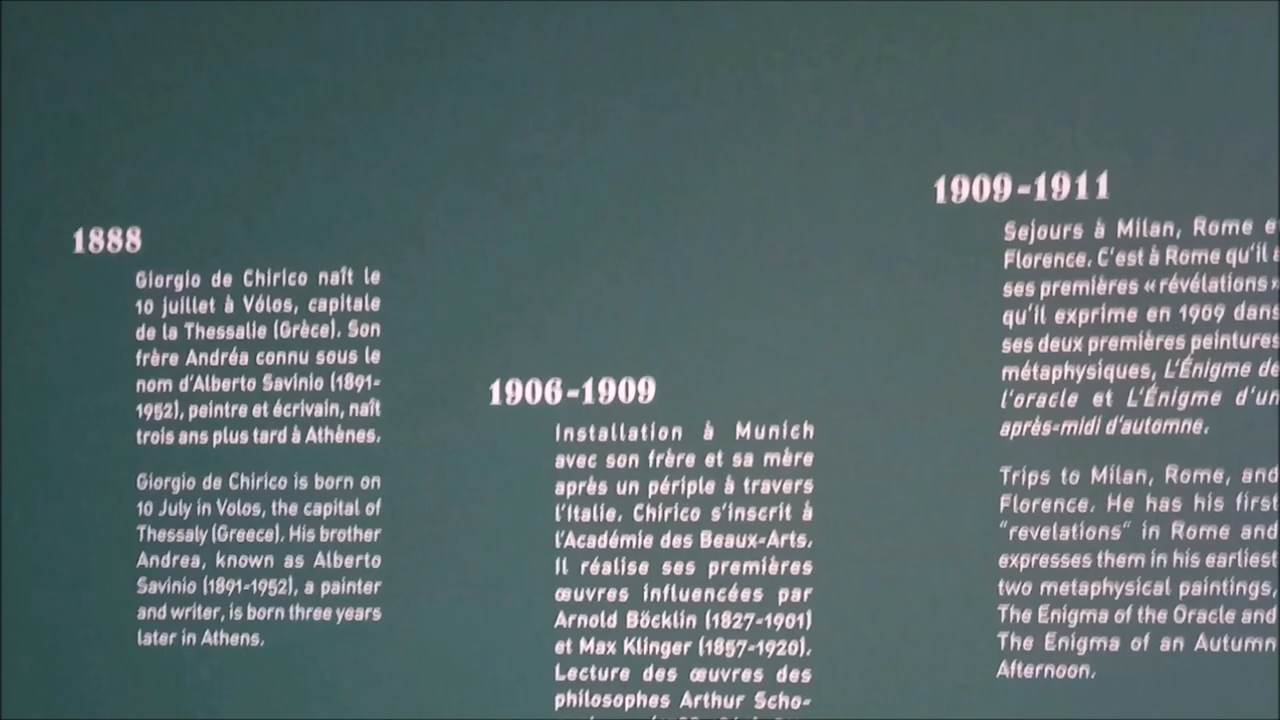 1888
Giorgio de Chirico naît le
10 juillet à Vólos, capitale
de la Thessalie (Grèce). Son
frère Andréa connu sous le
nom d'Alberto Savinio (1891-
1952), peintre et écrivain, naît
trois ans plus tard à Athènes.
Giorgio de Chirico is born on
10 July in Volos, the capital of
Thessaly (Greece). His brother
Andrea, known as Alberto
Savinio (1891-1952), a painter
and writer, is born three years
later in Athens.
1906-1909
Installation à Munich
avec son frère et sa mère
après un périple à travers
l'Italie. Chirico s'inscrit à
l'Académie des Beaux-Arts.
Il réalise ses premières
œuvres influencées par
Arnold Böcklin (1827-1901)
et Max Klinger (1857-1920).
Lecture des œuvres des
philosophes Arthur Scho-
1909-1911
Sejours à Milan, Rome
Florence. C'est à Rome qu'il
ses premières «révélations»
qu'il exprime en 1909 dans
ses deux premières peintures
métaphysiques, L'Énigme de
l'oracle et L'Énigme d'un
après-midi d'automne.
Trips to Milan, Rome, and
Florence. He has his first
"revelations" in Rome and
expresses them in his earliest
two metaphysical paintings,
The Enigma of the Oracle and
The Enigma of an Autumn
Afternoon.